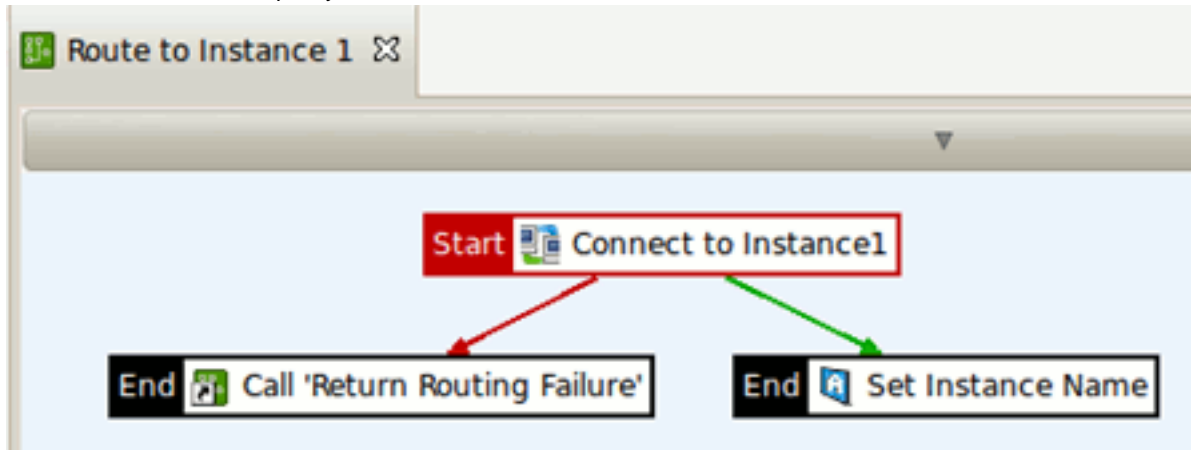 Route to Instance 1
Start Connect to Instance1
End Call 'Return Routing Failure'
End Set Instance Name